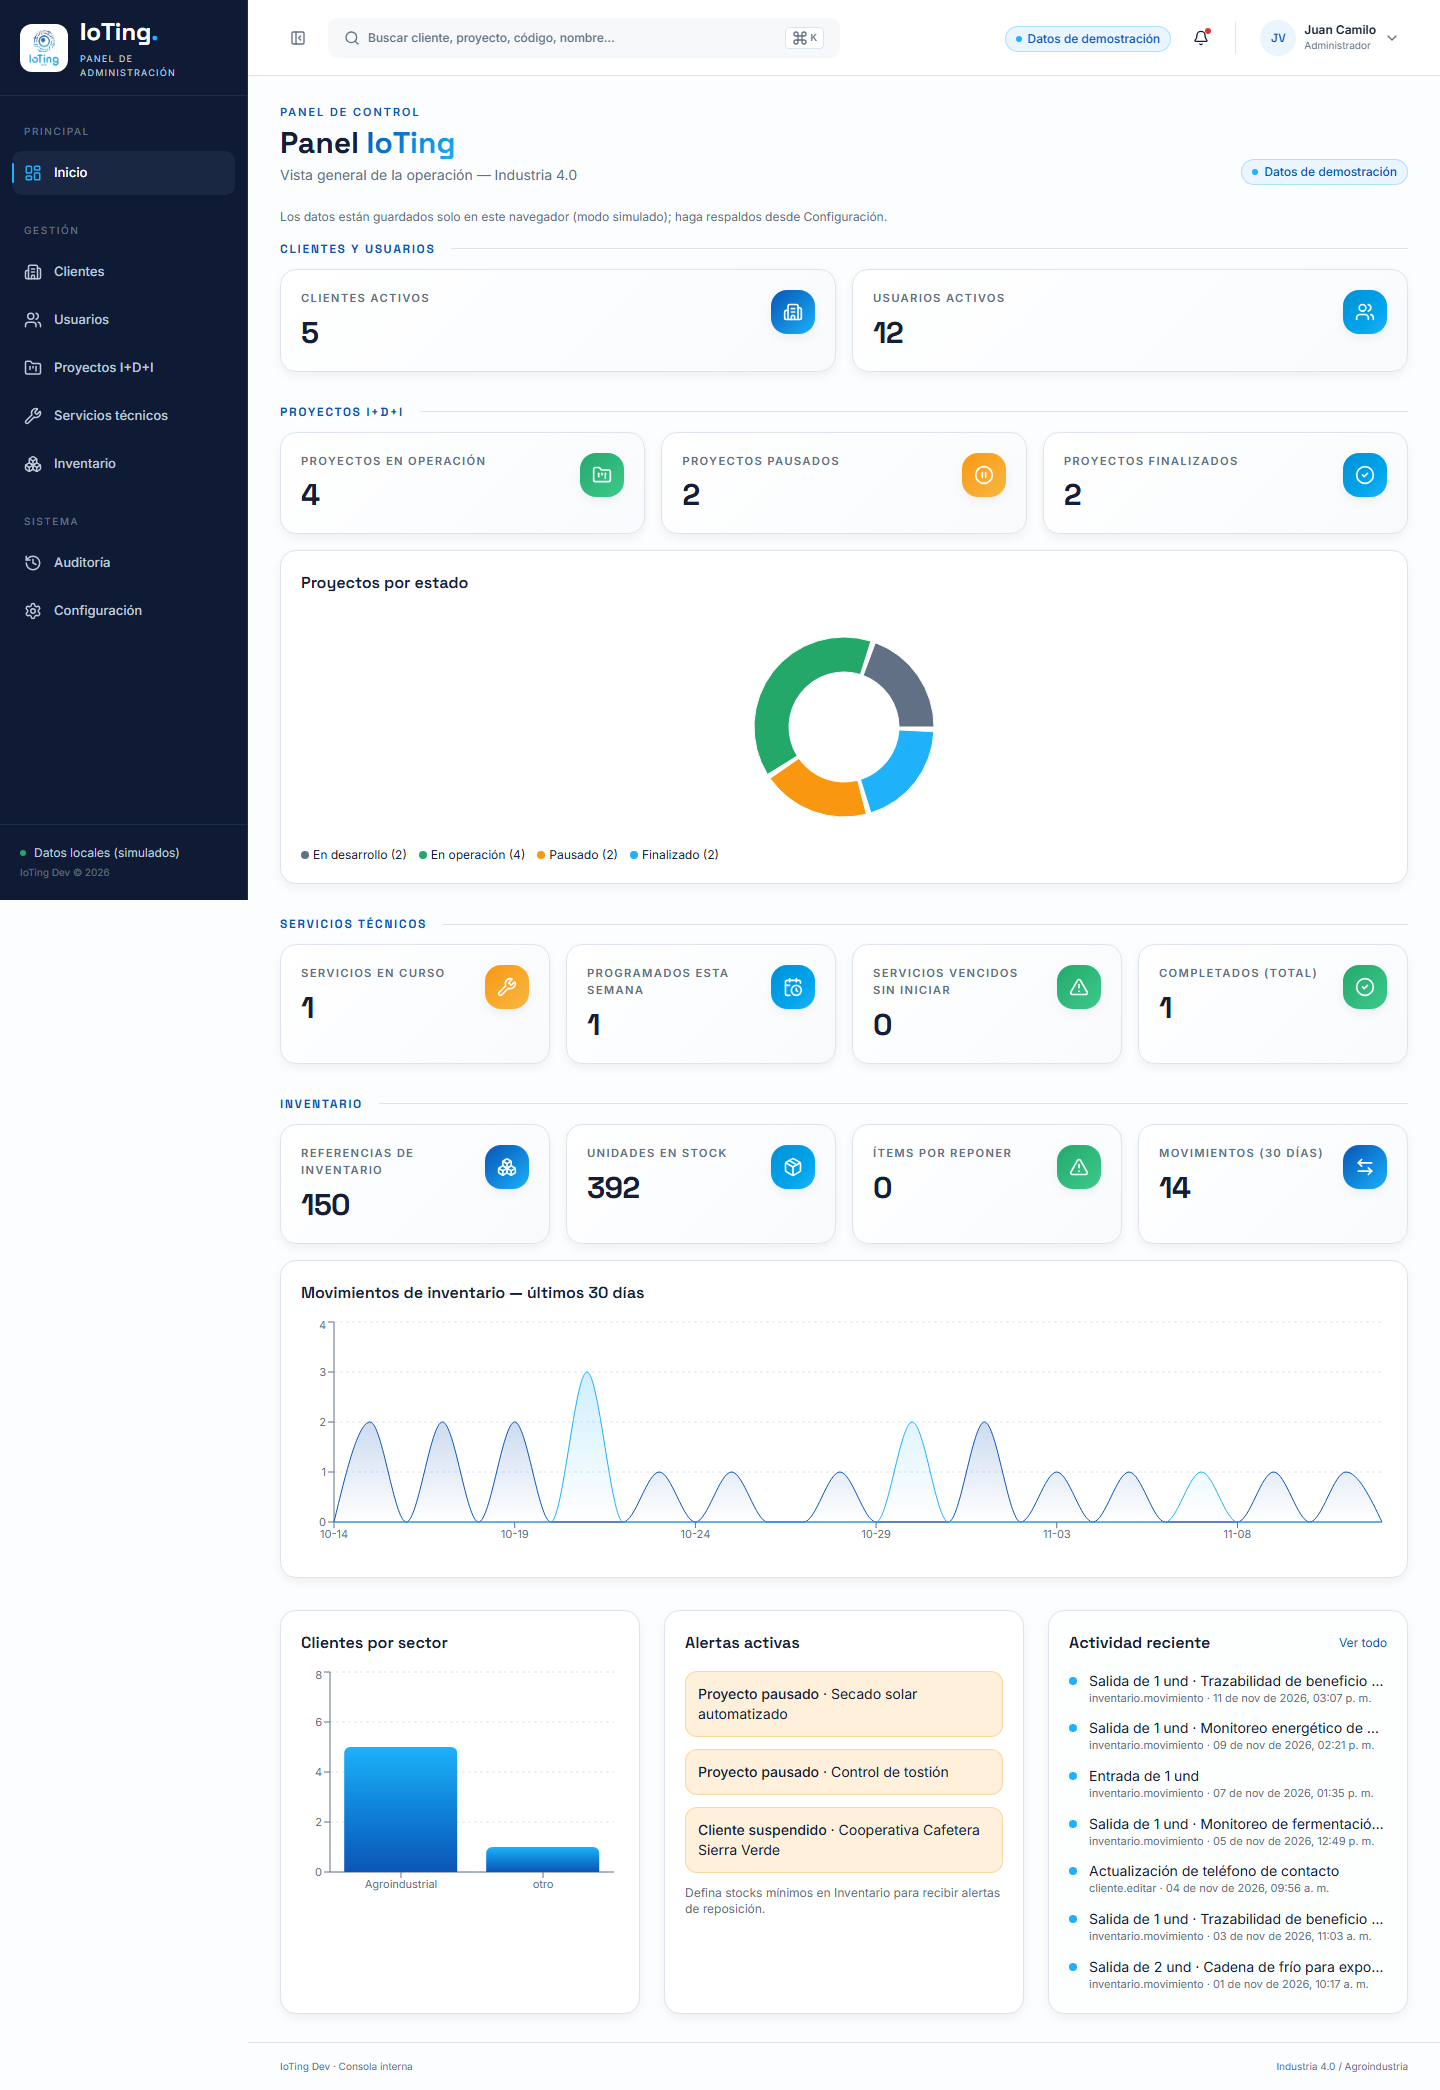 IoTing
IoTing.
PANEL DE
ADMINISTRACIÓN
PRINCIPAL
Inicio
GESTIÓN
Clientes
Usuarios
Proyectos I+D+I
Servicios técnicos
Inventario
SISTEMA
Auditoría
Configuración
Datos locales (simulados)
IoTing Dev © 2026
Buscar cliente, proyecto, código, nombre...
⌘ K
Datos de demostración
JV
Juan Camilo
Administrador
PANEL DE CONTROL
Panel IoTing
Vista general de la operación — Industria 4.0
Datos de demostración
Los datos están guardados solo en este navegador (modo simulado); haga respaldos desde Configuración.
CLIENTES Y USUARIOS
CLIENTES ACTIVOS
5
USUARIOS ACTIVOS
12
PROYECTOS I+D+I
PROYECTOS EN OPERACIÓN
4
PROYECTOS PAUSADOS
2
PROYECTOS FINALIZADOS
2
Proyectos por estado
En desarrollo (2) En operación (4) Pausado (2) Finalizado (2)
SERVICIOS TÉCNICOS
SERVICIOS EN CURSO
1
PROGRAMADOS ESTA
SEMANA
1
SERVICIOS VENCIDOS
SIN INICIAR
0
COMPLETADOS (TOTAL)
1
INVENTARIO
REFERENCIAS DE
INVENTARIO
150
UNIDADES EN STOCK
392
ÍTEMS POR REPONER
0
MOVIMIENTOS (30 DÍAS)
14
Movimientos de inventario — últimos 30 días
4
3
2
1
0
10-14 10-19 10-24 10-29 11-03 11-08
Clientes por sector
8
6
4
2
0
Agroindustrial otro
Alertas activas
Proyecto pausado · Secado solar
automatizado
Proyecto pausado · Control de tostión
Cliente suspendido · Cooperativa Cafetera
Sierra Verde
Defina stocks mínimos en Inventario para recibir alertas
de reposición.
Actividad reciente
Ver todo
Salida de 1 und · Trazabilidad de beneficio ...
inventario.movimiento · 11 de nov de 2026, 03:07 p. m.
Salida de 1 und · Monitoreo energético de ...
inventario.movimiento · 09 de nov de 2026, 02:21 p. m.
Entrada de 1 und
inventario.movimiento · 07 de nov de 2026, 01:35 p. m.
Salida de 1 und · Monitoreo de fermentació...
inventario.movimiento · 05 de nov de 2026, 12:49 p. m.
Actualización de teléfono de contacto
cliente.editar · 04 de nov de 2026, 09:56 a. m.
Salida de 1 und · Trazabilidad de beneficio ...
inventario.movimiento · 03 de nov de 2026, 11:03 a. m.
Salida de 2 und · Cadena de frío para expo...
inventario.movimiento · 01 de nov de 2026, 10:17 a. m.
IoTing Dev · Consola interna
Industria 4.0 / Agroindustria